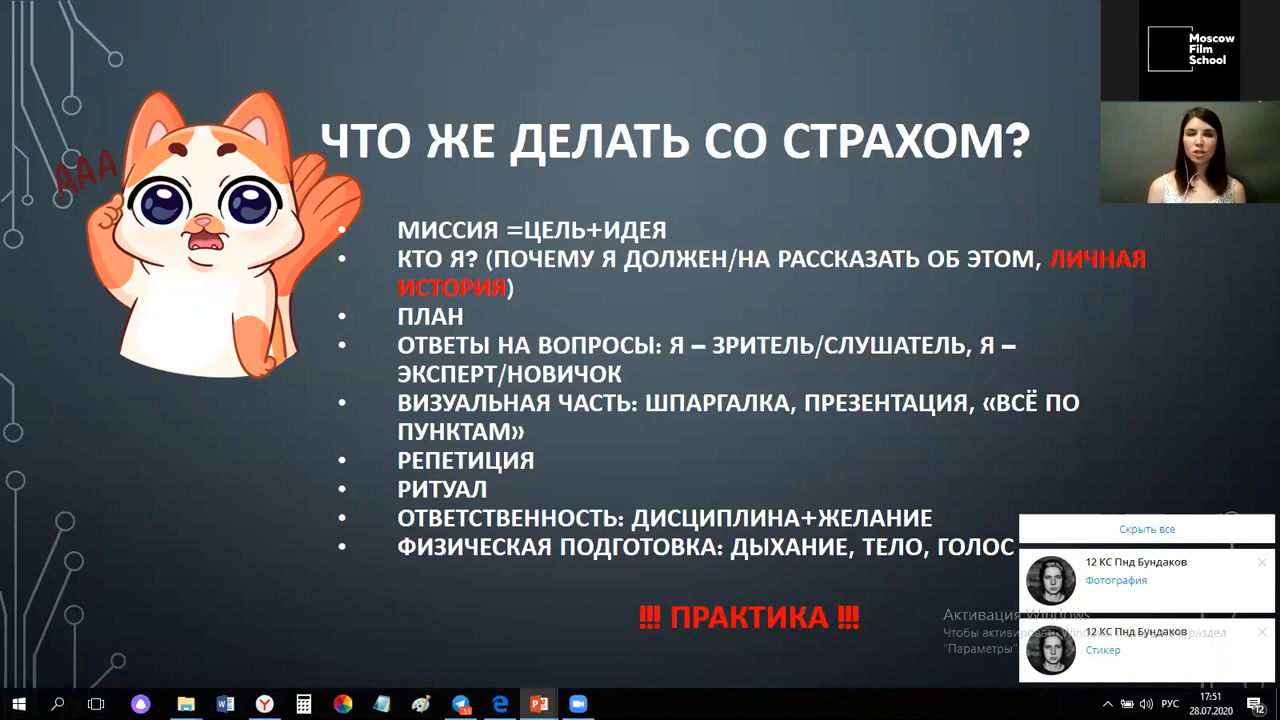 Moscow
Film
School
ААА
ЧТО ЖЕ ДЕЛАТЬ СО СТРАХОМ?
• МИССИЯ =ЦЕЛЬ+ИДЕЯ
• КТО Я? (ПОЧЕМУ Я ДОЛЖЕН/НА РАССКАЗАТЬ ОБ ЭТОМ, ЛИЧНАЯ
ИСТОРИЯ)
• ПЛАН
• ОТВЕТЫ НА ВОПРОСЫ: Я – ЗРИТЕЛЬ/СЛУШАТЕЛЬ, Я –
ЭКСПЕРТ/НОВИЧОК
• ВИЗУАЛЬНАЯ ЧАСТЬ: ШПАРГАЛКА, ПРЕЗЕНТАЦИЯ, «ВСЁ ПО
ПУНКТАМ»
• РЕПЕТИЦИЯ
• РИТУАЛ
• ОТВЕТСТВЕННОСТЬ: ДИСЦИПЛИНА+ЖЕЛАНИЕ
• ФИЗИЧЕСКАЯ ПОДГОТОВКА: ДЫХАНИЕ, ТЕЛО, ГОЛОС
!!! ПРАКТИКА !!!
Скрыть все
12 КС Пнд Бундаков
Фотография
Активация Windows
Чтобы активировать Windows, раздел
"Параметры".
12 КС Пнд Бундаков
Стикер
РУС
17:51
28.07.2020
12